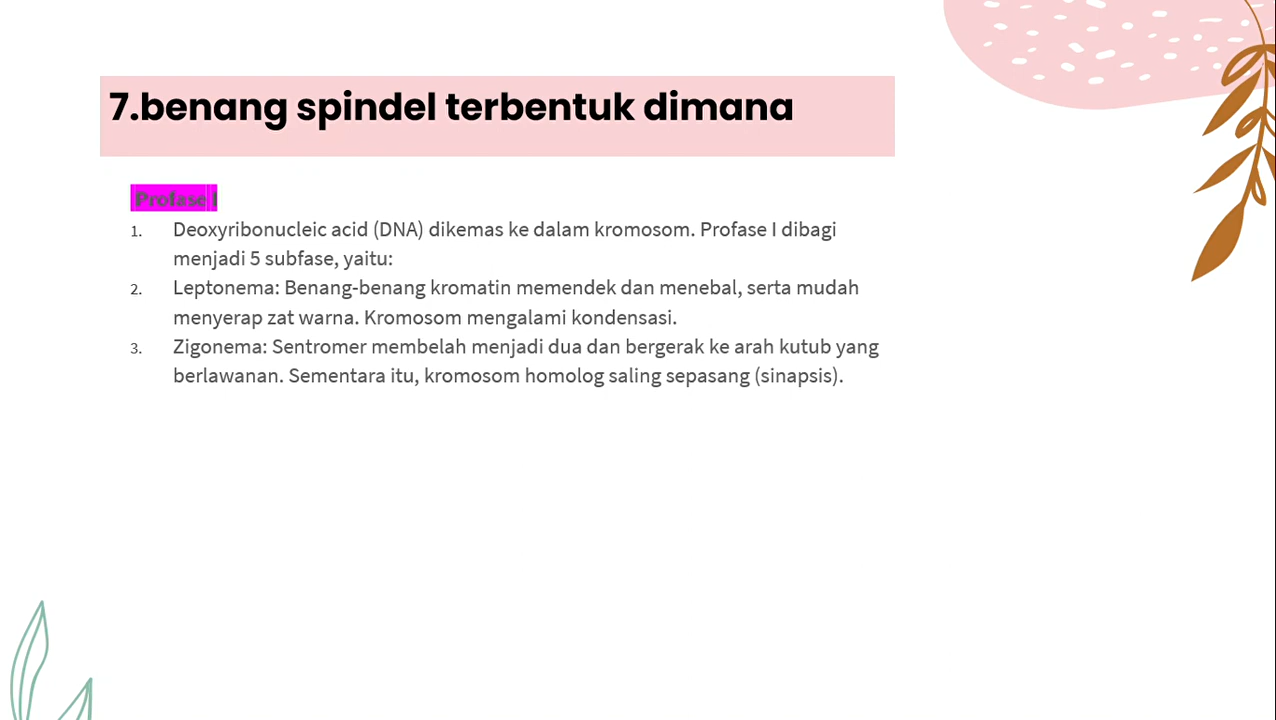 7.benang spindel terbentuk dimana
Profase I
1. Deoxyribonucleic acid (DNA) dikemas ke dalam kromosom. Profase I dibagi
menjadi 5 subfase, yaitu:
2. Leptonema: Benang-benang kromatin memendek dan menebal, serta mudah
menyerap zat warna. Kromosom mengalami kondensasi.
3. Zigonema: Sentromer membelah menjadi dua dan bergerak ke arah kutub yang
berlawanan. Sementara itu, kromosom homolog saling sepasang (sinapsis).